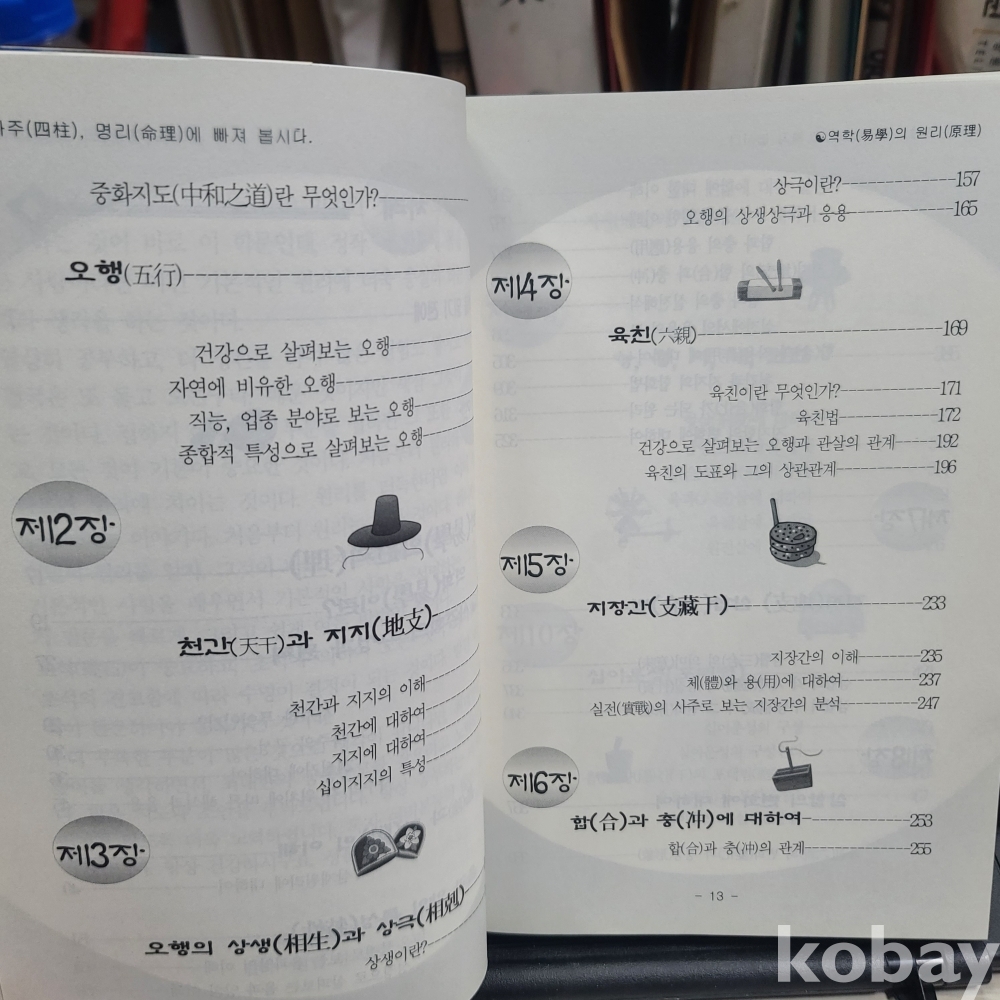 주(四柱), 명리(命理)에 빠져 봅시다.
중화지도(中和之道)란 무엇인가?
오행(五行)
건강으로 살펴보는 오행
자연에 비유한 오행
직능, 업종 분야로 보는 오행
종합적 특성으로 살펴보는 오행
제12장
천간(天干)과 지지(地支)
천간과 지지의 이해
천간에 대하여
지지에 대하여
십이지지의 특성
제13장
오행의 상생(相生)과 상극(相剋)
상생이란?
☯역학(易學)의 원리(原理)
상극이란? 157
오행의 상생상극과 응용 165
제14장
육친(六親) 169
육친이란 무엇인가? 171
육친법 172
건강으로 살펴보는 오행과 관살의 관계 192
육친의 도표와 그의 상관관계 196
제15장
지장간(支藏干) 233
지장간의 이해 235
체(體)와 용(用)에 대하여 237
실전(實戰)의 사주로 보는 지장간의 분석 247
제16장
합(合)과 충(冲)에 대하여 253
합(合)과 충(冲)의 관계 255
- 13 -
kobay